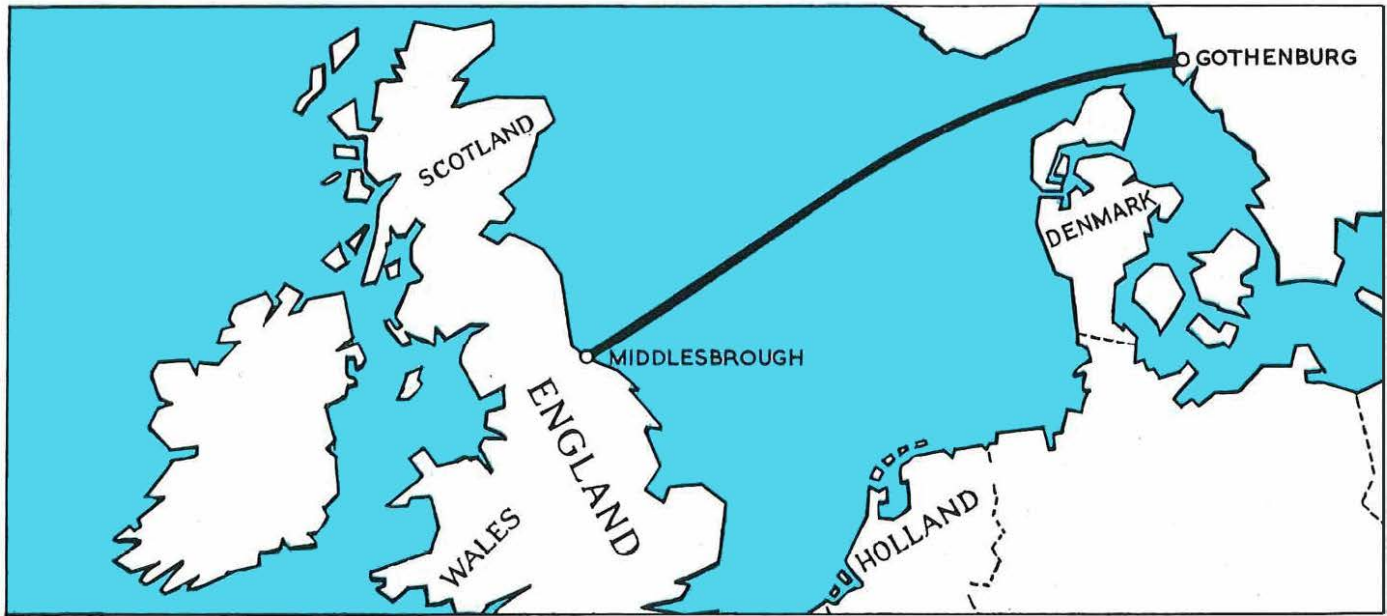 GOTHENBURG
SCOTLAND
DENMARK
MIDDLESBROUGH
ENGLAND
WALES
HOLLAND